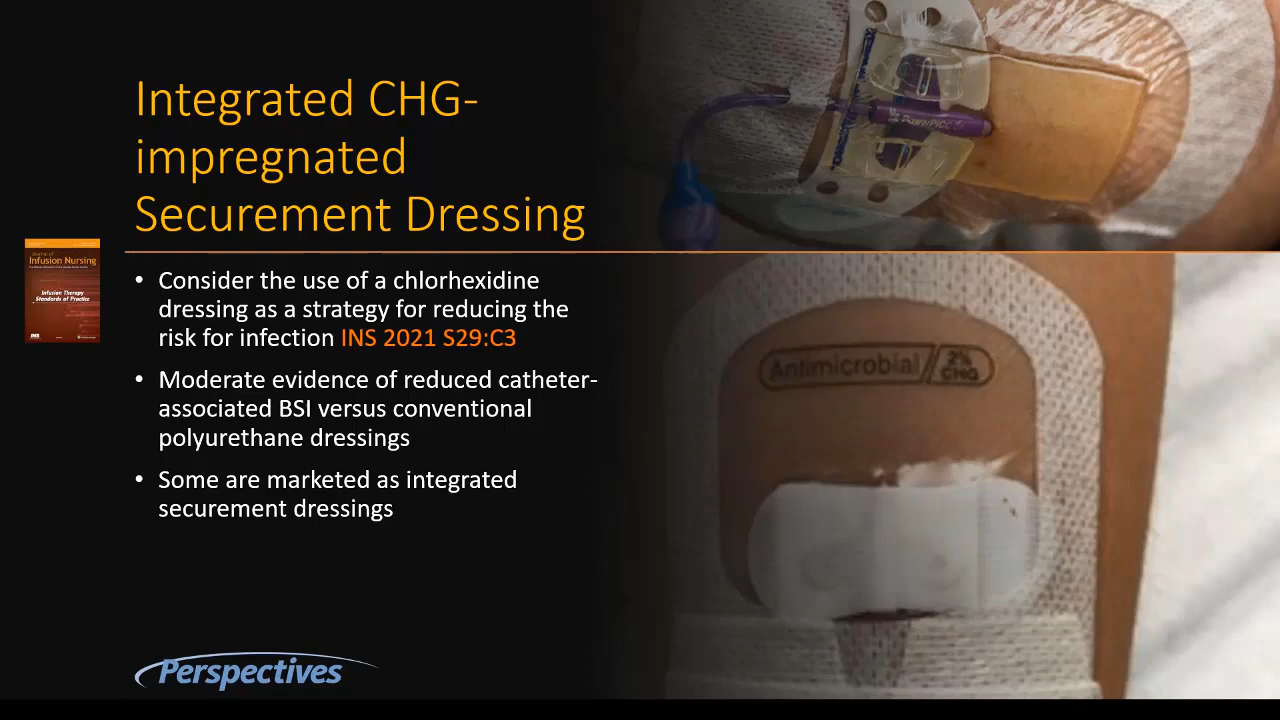 Integrated CHG-
impregnated
Securement Dressing
Journal of
Infusion Nursing
Infusion Therapy
Standards of Practice
INS
• Consider the use of a chlorhexidine
dressing as a strategy for reducing the
risk for infection INS 2021 S29:C3
• Moderate evidence of reduced catheter-
associated BSI versus conventional
polyurethane dressings
• Some are marketed as integrated
securement dressings
PowerPICC
Antimicrobial
2%
CHG
Perspectives